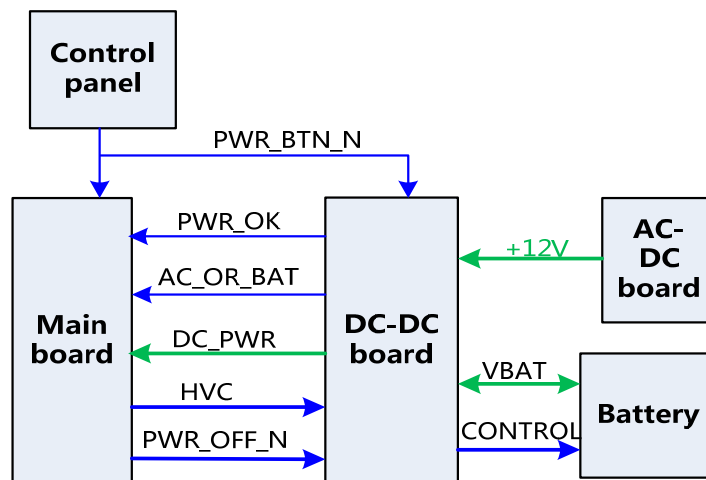 Control
panel
PWR_BTN_N
PWR_OK
AC_OR_BAT
Main
board
DC_PWR
HVC
PWR_OFF_N
DC-DC
board
+12V
AC-
DC
board
VBAT
CONTROL
Battery